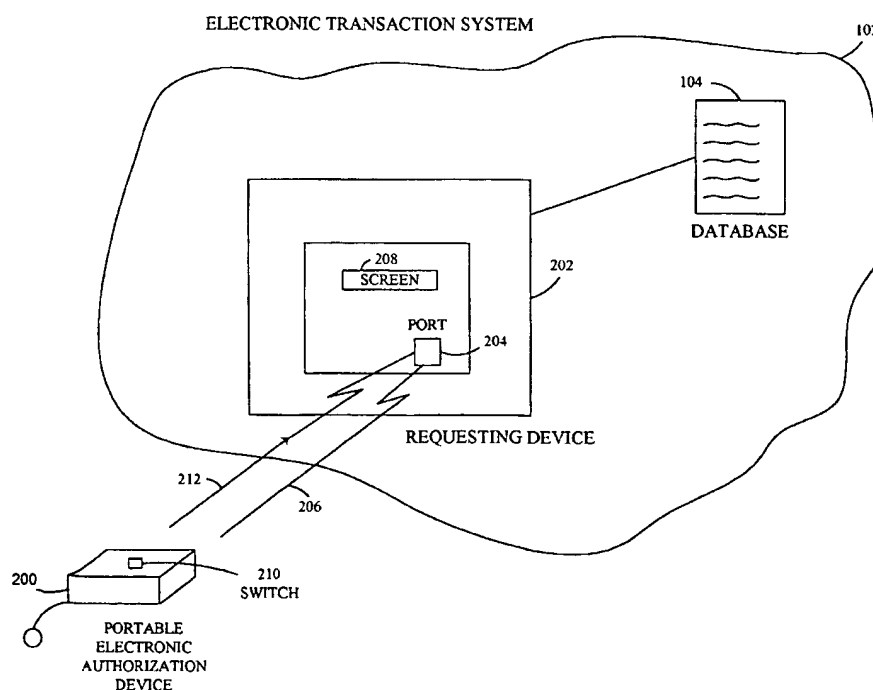 ELECTRONIC TRANSACTION SYSTEM
104
DATABASE
208
SCREEN
202
PORT
204
REQUESTING DEVICE
212
206
200
210
SWITCH
PORTABLE
ELECTRONIC
AUTHORIZATION
DEVICE